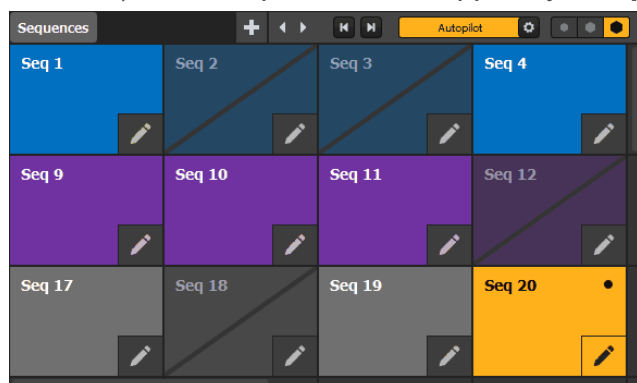 Sequences Autopilot
Seq 1 Seq 2 Seq 3 Seq 4
Seq 9 Seq 10 Seq 11 Seq 12
Seq 17 Seq 18 Seq 19 Seq 20